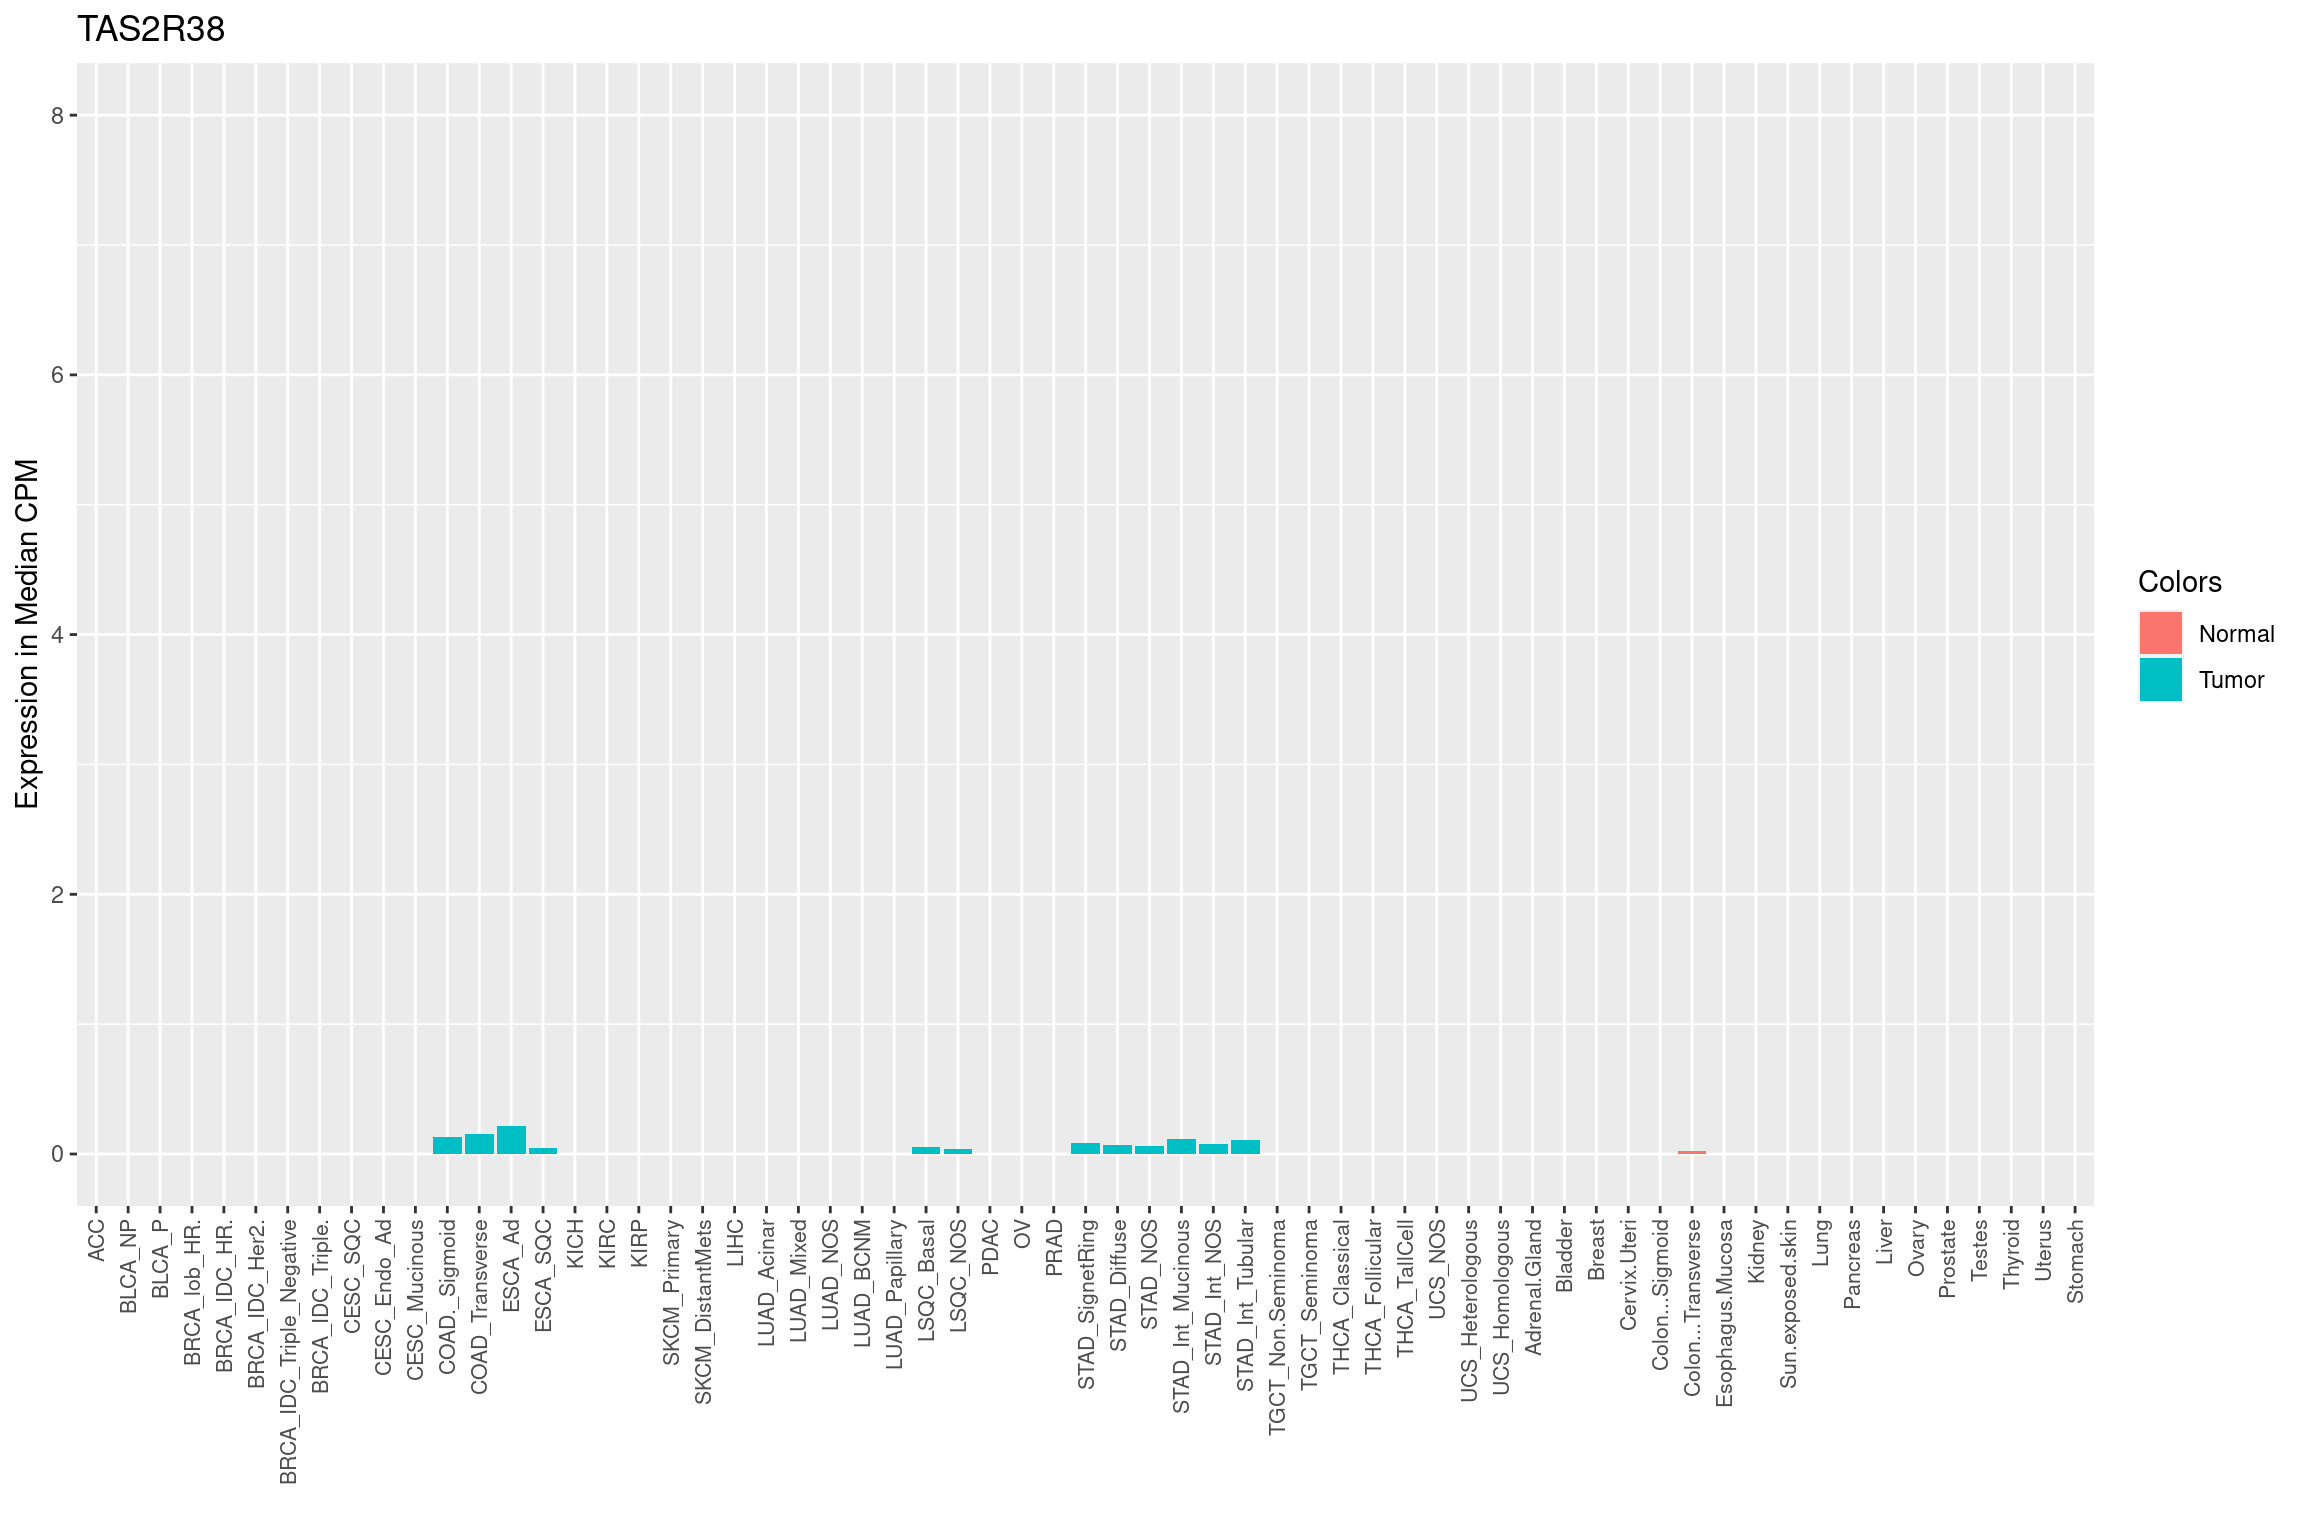 TAS2R38
Expression in Median CPM
8
6
4
2
0
ACC
BLCA_NP
BLCA_P
BRCA_lob_HR.
BRCA_IDC_HR.
BRCA_IDC_Her2.
BRCA_IDC_Triple_Negative
BRCA_IDC_Triple.
CESC_SQC
CESC_Endo_Ad
CESC_Mucinous
COAD._Sigmoid
COAD_Transverse
ESCA_Ad
ESCA_SQC
KICH
KIRC
KIRP
SKCM_Primary
SKCM_DistantMets
LIHC
LUAD_Acinar
LUAD_Mixed
LUAD_NOS
LUAD_BCNM
LUAD_Papillary
LSQC_Basal
LSQC_NOS
PDAC
OV
PRAD
STAD_SignetRing
STAD_Diffuse
STAD_NOS
STAD_Int_Mucinous
STAD_Int_NOS
STAD_Int_Tubular
TGCT_Non.Seminoma
TGCT_Seminoma
THCA_Classical
THCA_Follicular
THCA_TallCell
UCS_NOS
UCS_Heterologous
UCS_Homologous
Adrenal.Gland
Bladder
Breast
Cervix.Uteri
Colon...Sigmoid
Colon...Transverse
Esophagus.Mucosa
Kidney
Sun.exposed.skin
Lung
Pancreas
Liver
Ovary
Prostate
Testes
Thyroid
Uterus
Stomach
Colors
Normal
Tumor